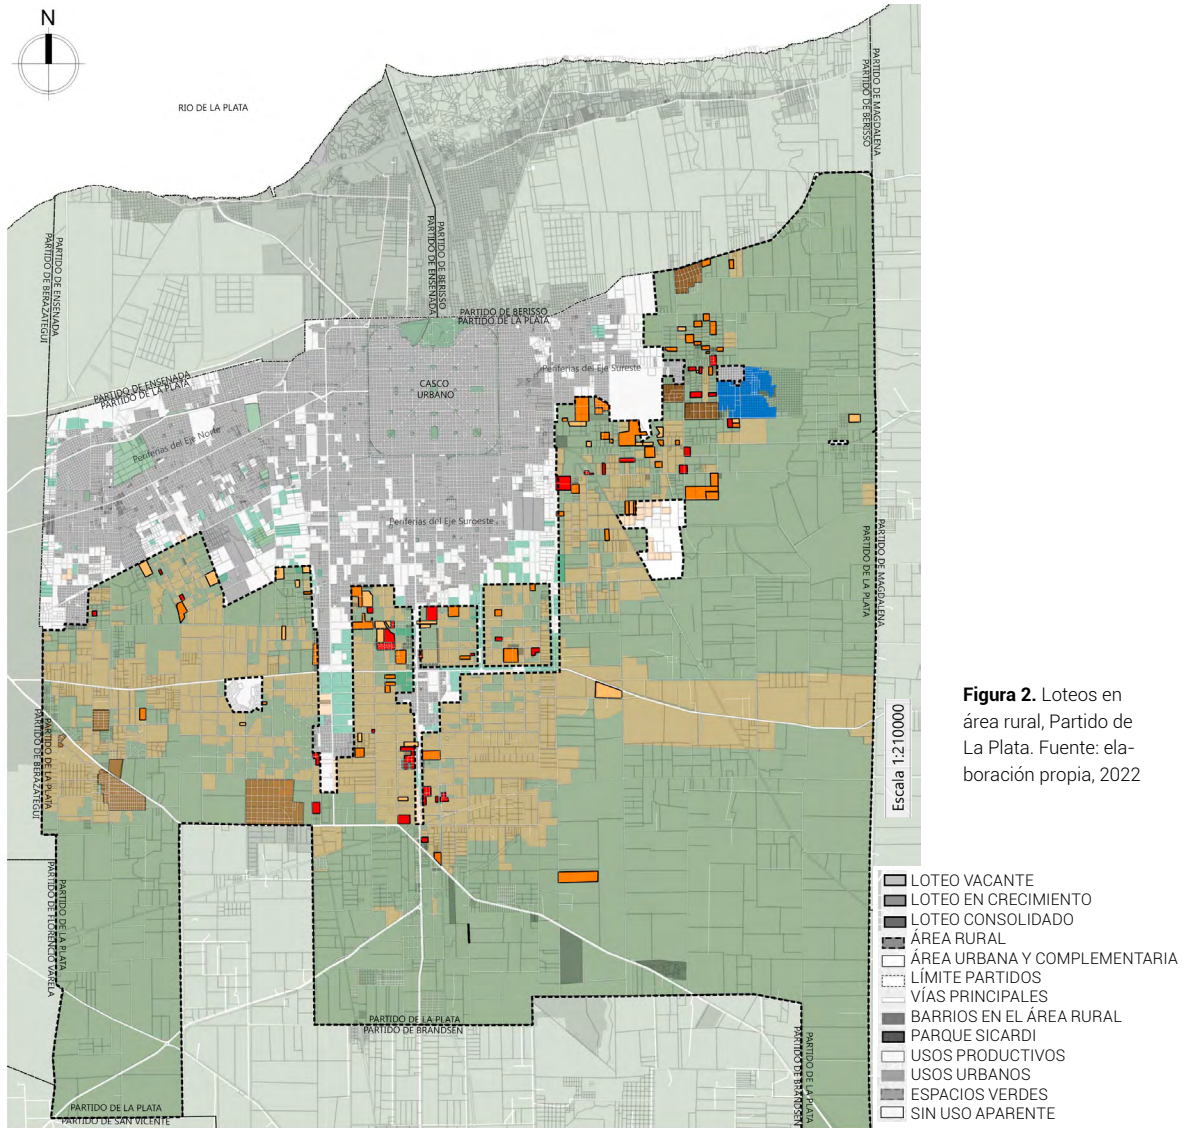 N
RIO DE LA PLATA
PARTIDO DE MAGDALENA
PARTIDO DE BERISSO
PARTIDO DE ENSENADA
PARTIDO DE BERAZATEGUI
PARTIDO DE BERISSO
PARTIDO DE ENSENADA
PARTIDO DE BERISSO
PARTIDO DE LA PLATA
PARTIDO DE ENSENADA
PARTIDO DE LA PLATA
CASCO
URBANO
Periferias del Eje Sureste
Periferias del Eje Norte
Periferias del Eje Suroeste
PARTIDO DE MAGDALENA
PARTIDO DE LA PLATA
PARTIDO DE LA PLATA
PARTIDO DE BERAZATEGUI
PARTIDO DE LA PLATA
PARTIDO DE FLORENCIO VARELA
PARTIDO DE LA PLATA
PARTIDO DE BRANDSEN
PARTIDO DE LA PLATA
PARTIDO DE BRANDSEN
PARTIDO DE LA PLATA
PARTIDO DE SAN VICENTE
Escala 1:210000
Figura 2. Loteos en
área rural, Partido de
La Plata. Fuente: ela-
boración propia, 2022
LOTEO VACANTE
LOTEO EN CRECIMIENTO
LOTEO CONSOLIDADO
ÁREA RURAL
ÁREA URBANA Y COMPLEMENTARIA
LÍMITE PARTIDOS
VÍAS PRINCIPALES
BARRIOS EN EL ÁREA RURAL
PARQUE SICARDI
USOS PRODUCTIVOS
USOS URBANOS
ESPACIOS VERDES
SIN USO APARENTE